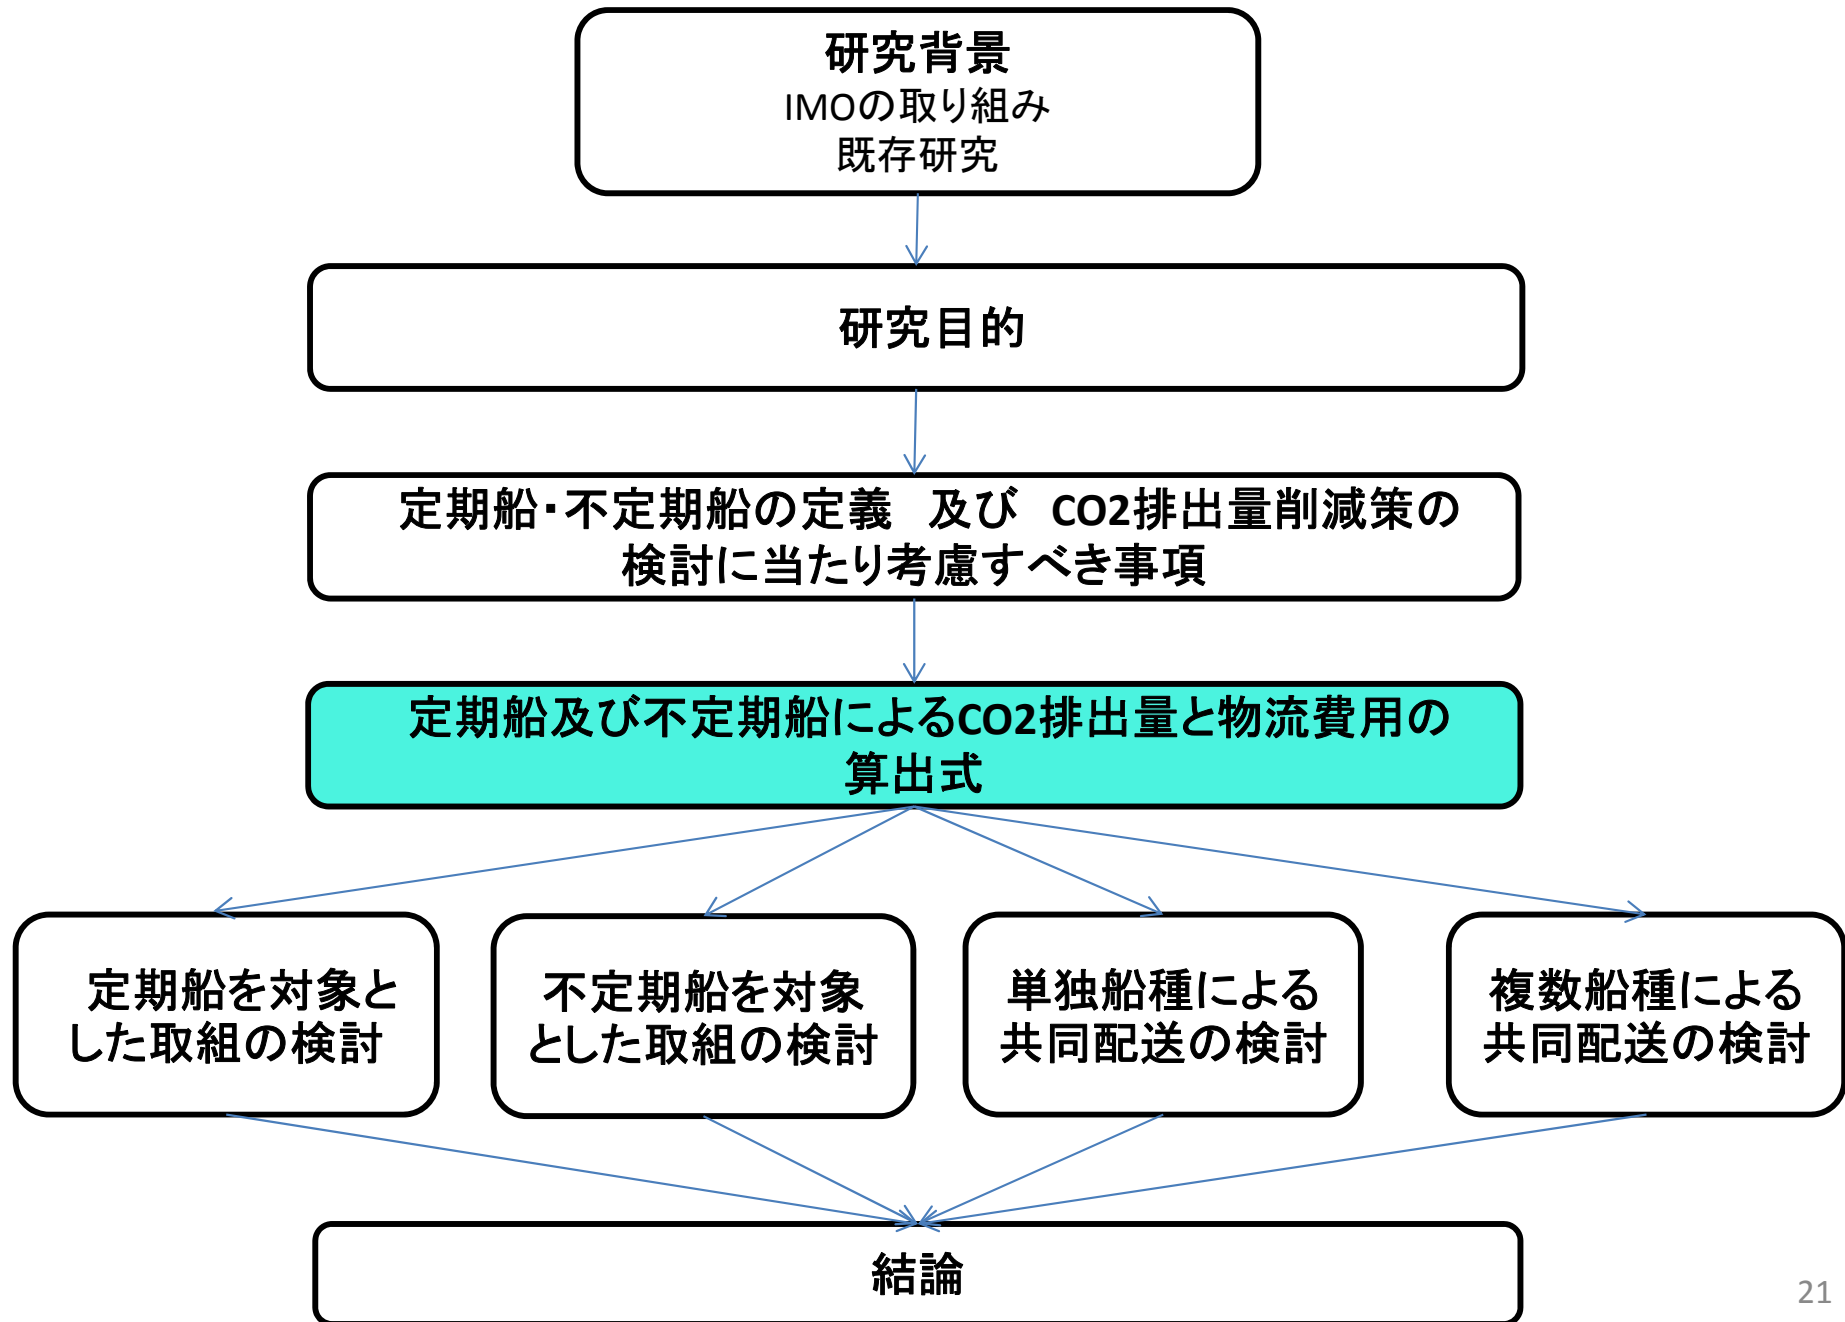 研究背景
IMOの取り組み
既存研究
研究目的
定期船・不定期船の定義　及び　CO2排出量削減策の
検討に当たり考慮すべき事項
定期船及び不定期船によるCO2排出量と物流費用の
算出式
定期船を対象と
した取組の検討
不定期船を対象
とした取組の検討
単独船種による
共同配送の検討
複数船種による
共同配送の検討
結論
21